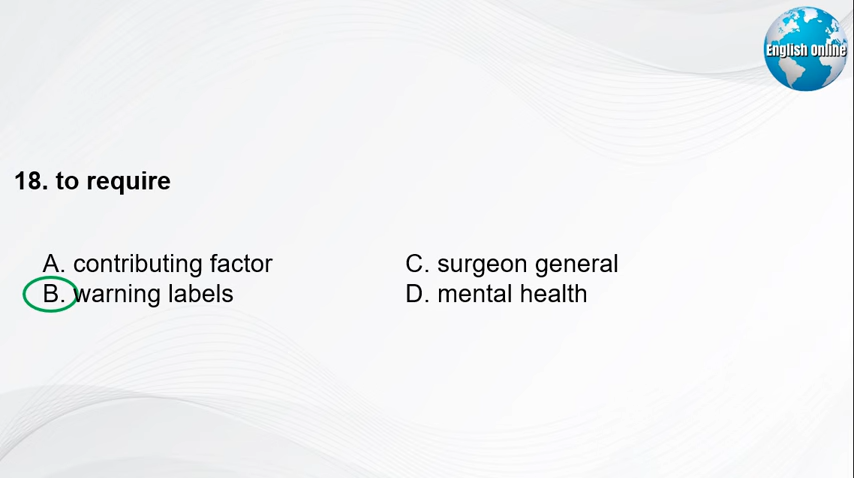 English Online
18. to require
A. contributing factor
B. warning labels
C. surgeon general
D. mental health